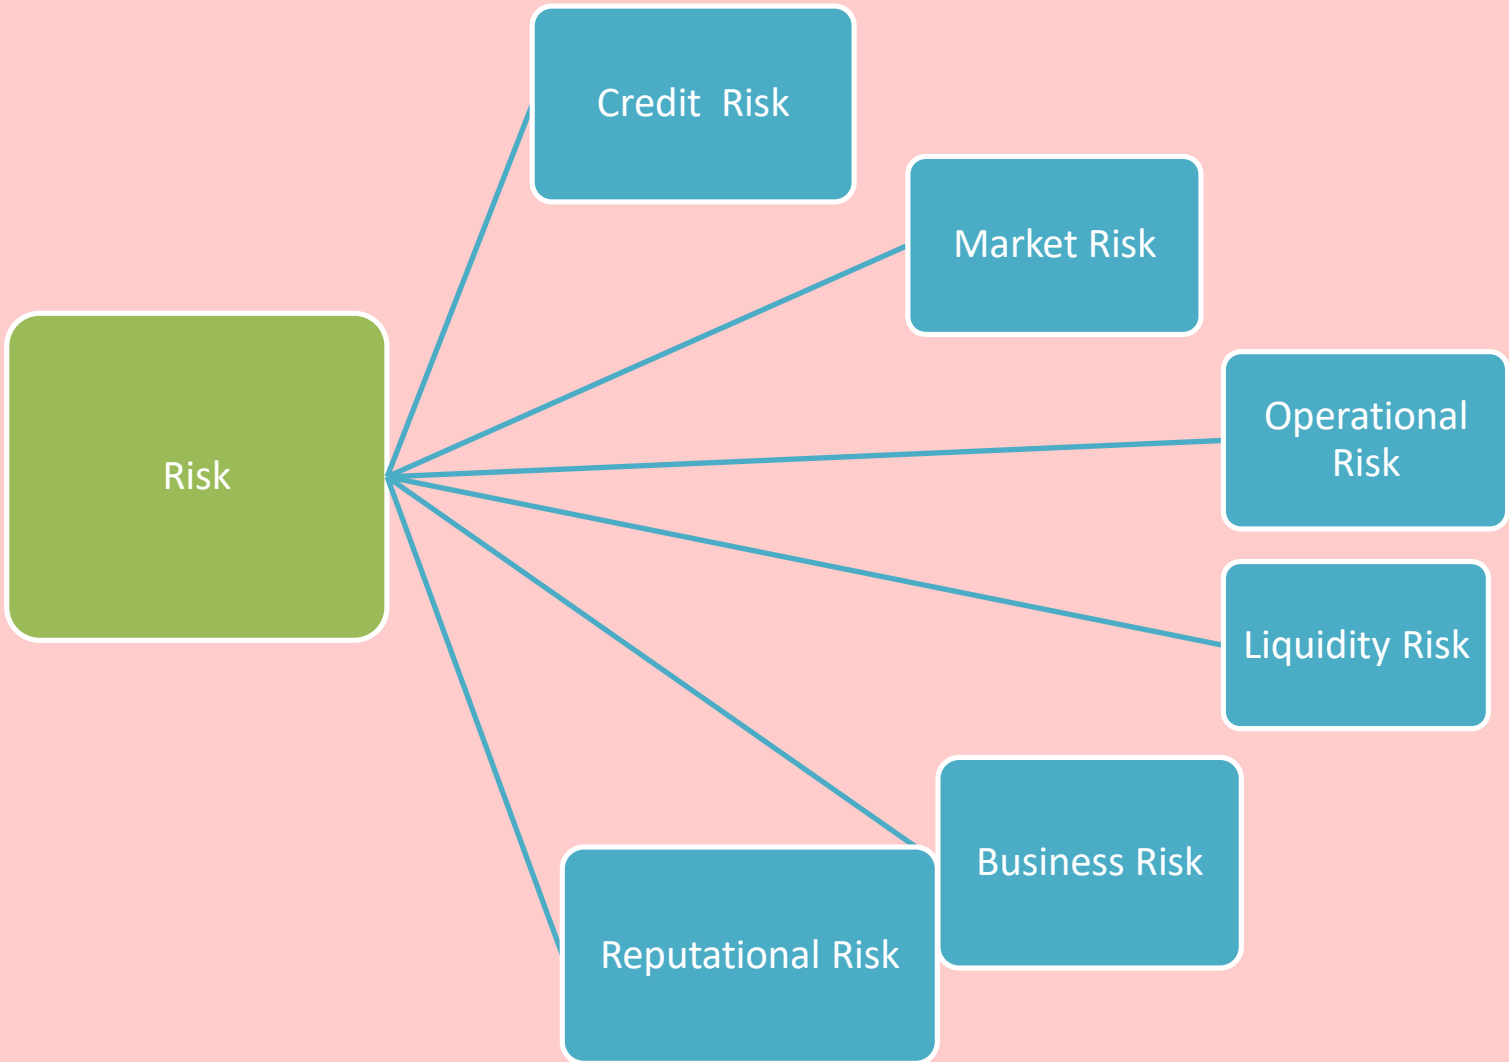 Credit  Risk
Market Risk
Operational
Risk
Risk
Liquidity Risk
Business Risk
Reputational Risk